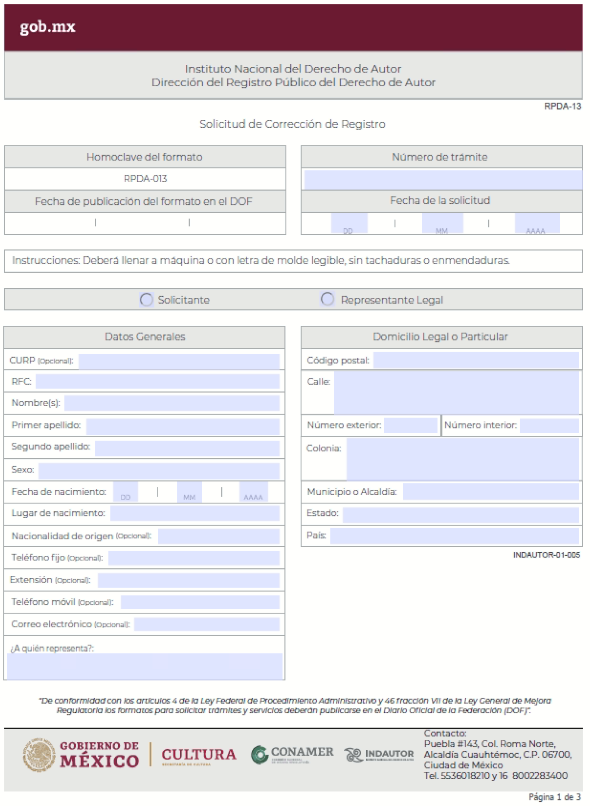 gob.mx
Instituto Nacional del Derecho de Autor
Dirección del Registro Público del Derecho de Autor
RPDA-13
Solicitud de Corrección de Registro
Homoclave del formato
RPDA-013
Fecha de publicación del formato en el DOF
| |
Número de trámite
Fecha de la solicitud
DD | MM | AAAA
Instrucciones: Deberá llenar a máquina o con letra de molde legible, sin tachaduras o enmendaduras.
Solicitante Representante Legal
Datos Generales
CURP (Opcional):
RFC:
Nombre(s):
Primer apellido:
Segundo apellido:
Sexo:
Fecha de nacimiento: DD | MM | AAAA
Lugar de nacimiento:
Nacionalidad de origen (Opcional):
Teléfono fijo (Opcional):
Extensión (Opcional):
Teléfono móvil (Opcional):
Correo electrónico (Opcional):
¿A quién representa?:
Domicilio Legal o Particular
Código postal:
Calle:
Número exterior: Número interior:
Colonia:
Municipio o Alcaldía:
Estado:
País:
INDAUTOR-01-005
"De conformidad con los artículos 4 de la Ley Federal de Procedimiento Administrativo y 46 fracción VII de la Ley General de Mejora
Regulatoria los formatos para solicitar trámites y servicios deberán publicarse en el Diario Oficial de la Federación (DOF)".
GOBIERNO DE
MÉXICO
CULTURA
SECRETARÍA DE CULTURA
CONAMER
INDAUTOR
Contacto:
Puebla #143, Col. Roma Norte,
Alcaldía Cuauhtémoc, C.P. 06700,
Ciudad de México
Tel. 5536018210 y 16 8002283400
Página 1 de 3